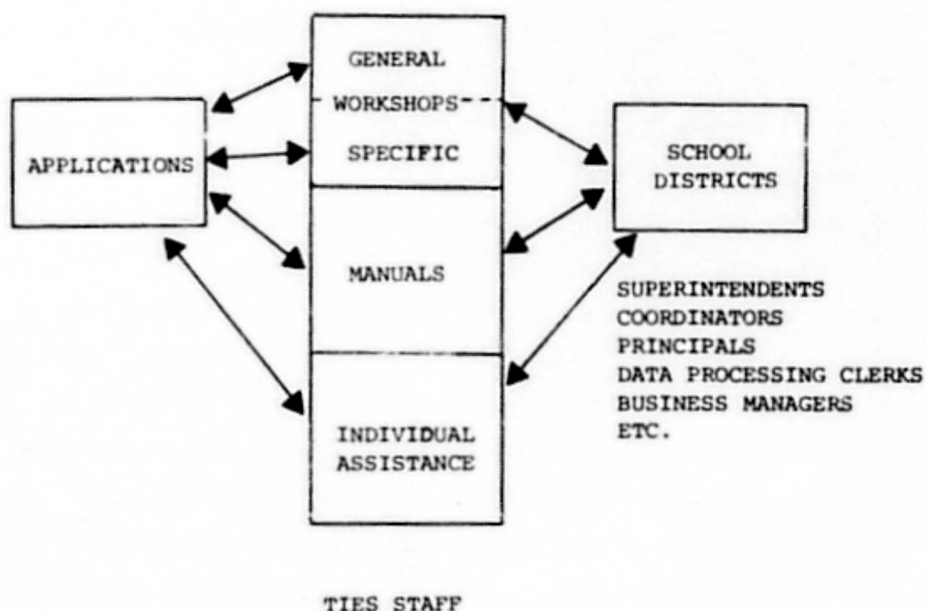 GENERAL
WORKSHOPS
SPECIFIC
APPLICATIONS
MANUALS
INDIVIDUAL
ASSISTANCE
SCHOOL
DISTRICTS
SUPERINTENDENTS
COORDINATORS
PRINCIPALS
DATA PROCESSING CLERKS
BUSINESS MANAGERS
ETC.
TIES STAFF